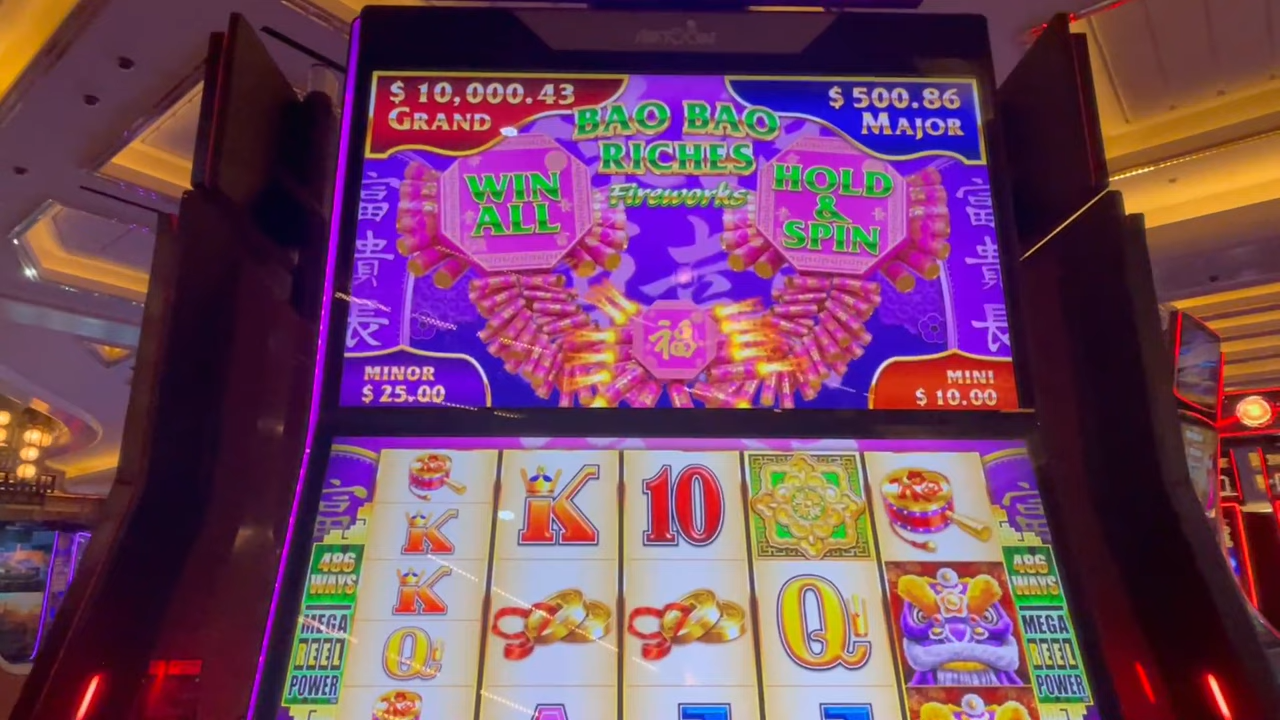 $ 10,000.43
GRAND
$ 500.86
MAJOR
BAO BAO
RICHES
Fireworks
WIN
ALL
HOLD
&
SPIN
富
貴
長
富
貴
長
福
MINOR
$ 25.00
MINI
$ 10.00
K
10
K
K
Q
Q
富
486
WAYS
MEGA
REEL
POWER
486
WAYS
MEGA
REEL
POWER